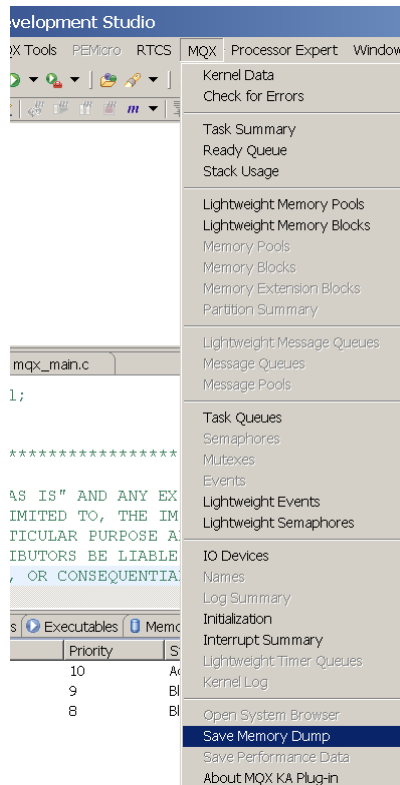 evelopment Studio
QX Tools PEMicro RTCS MQX Processor Expert Window
Kernel Data
Check for Errors
m
Task Summary
Ready Queue
Stack Usage
Lightweight Memory Pools
Lightweight Memory Blocks
Memory Pools
Memory Blocks
Memory Extension Blocks
Partition Summary
Lightweight Message Queues
Message Queues
Message Pools
mqx_main.c
l;
Task Queues
Semaphores
Mutexes
Events
Lightweight Events
Lightweight Semaphores
******************
AS IS" AND ANY EX
IMITED TO, THE IM
TICULAR PURPOSE A
IBUTORS BE LIABLE
, OR CONSEQUENTIA
IO Devices
Names
Log Summary
Initialization
Interrupt Summary
Lightweight Timer Queues
Kernel Log
s Executables Memo
Priority S
10 Ac
9 Bl
8 Bl
Open System Browser
Save Memory Dump
Save Performance Data
About MQX KA Plug-in